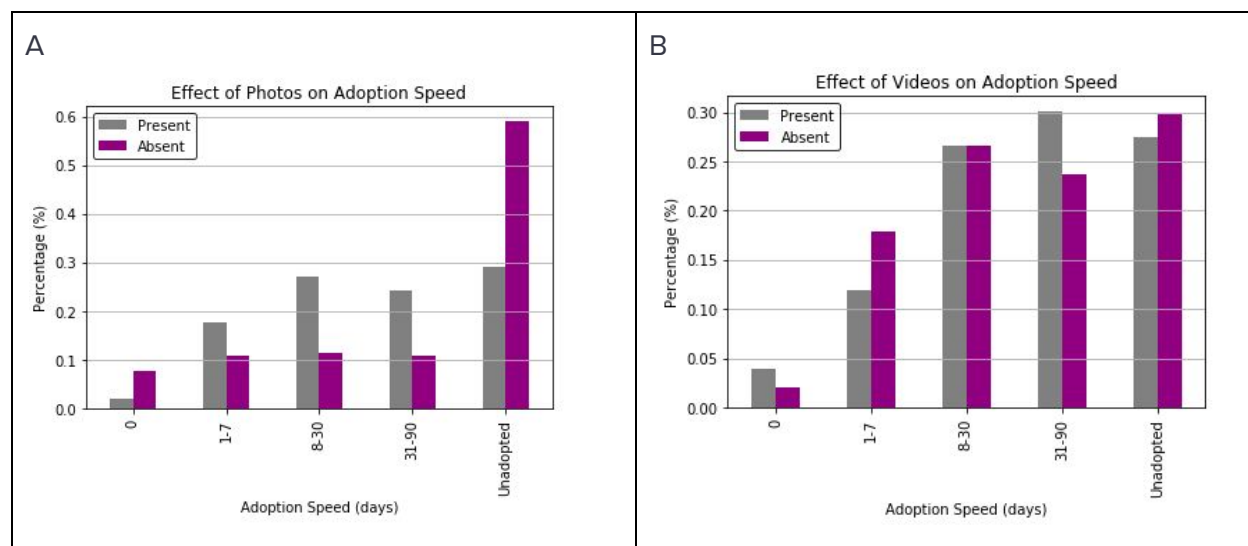 A
Effect of Photos on Adoption Speed
Present
Absent
0.6
0.5
0.4
0.3
0.2
0.1
0.0
Percentage (%)
0
1-7
8-30
31-90
Unadopted
Adoption Speed (days)
B
Effect of Videos on Adoption Speed
Present
Absent
0.30
0.25
0.20
0.15
0.10
0.05
0.00
Percentage (%)
0
1-7
8-30
31-90
Unadopted
Adoption Speed (days)